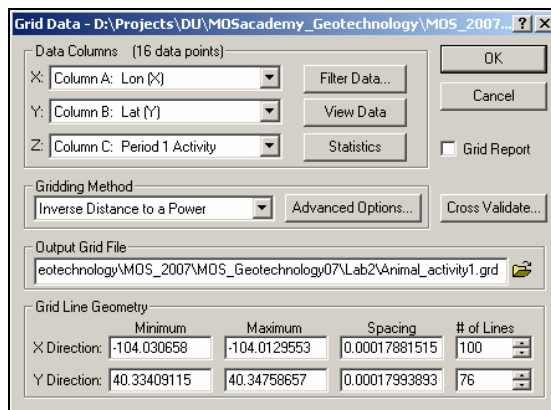 Grid Data - D:\Projects\DU\MOSacademy_Geotechnology\MOS_2007...
Data Columns (16 data points)
X: Column A: Lon (X)
Filter Data...
Y: Column B: Lat (Y)
View Data
Z: Column C: Period 1 Activity
Statistics
OK
Cancel
Grid Report
Gridding Method
Inverse Distance to a Power
Advanced Options...
Cross Validate...
Output Grid File
eotechnology\MOS_2007\MOS_Geotechnology07\Lab2\Animal_activity1.grd
Grid Line Geometry
Minimum Maximum Spacing # of Lines
X Direction: -104.030658 -104.0129553 0.00017881515 100
Y Direction: 40.33409115 40.34758657 0.00017993893 76